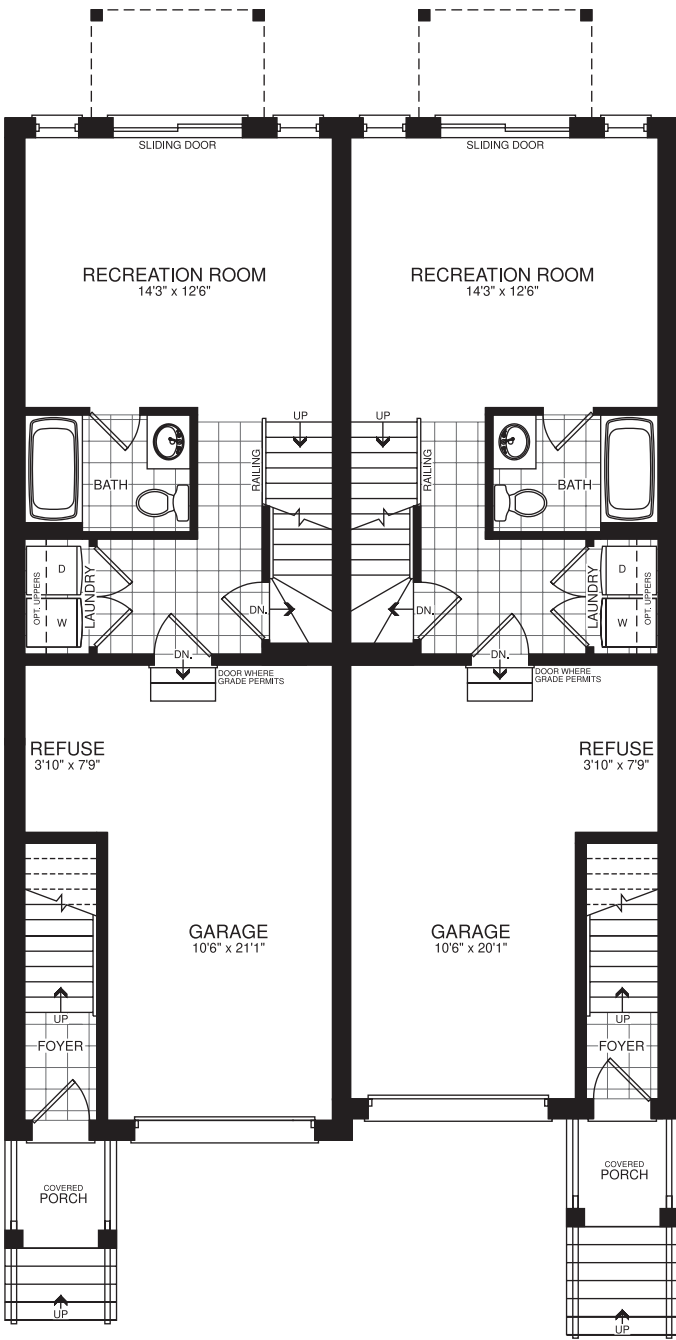 SLIDING DOOR
SLIDING DOOR
RECREATION ROOM
14'3" x 12'6"
RECREATION ROOM
14'3" x 12'6"
UP
UP
RAILING
RAILING
BATH
BATH
OPT. UPPERS
D
W
LAUNDRY
DN.
DN.
LAUNDRY
D
W
OPT. UPPERS
DN.
DOOR WHERE
GRADE PERMITS
DN.
DOOR WHERE
GRADE PERMITS
REFUSE
3'10" x 7'9"
REFUSE
3'10" x 7'9"
GARAGE
10'6" x 21'1"
GARAGE
10'6" x 20'1"
UP
FOYER
UP
FOYER
COVERED
PORCH
COVERED
PORCH
UP
UP